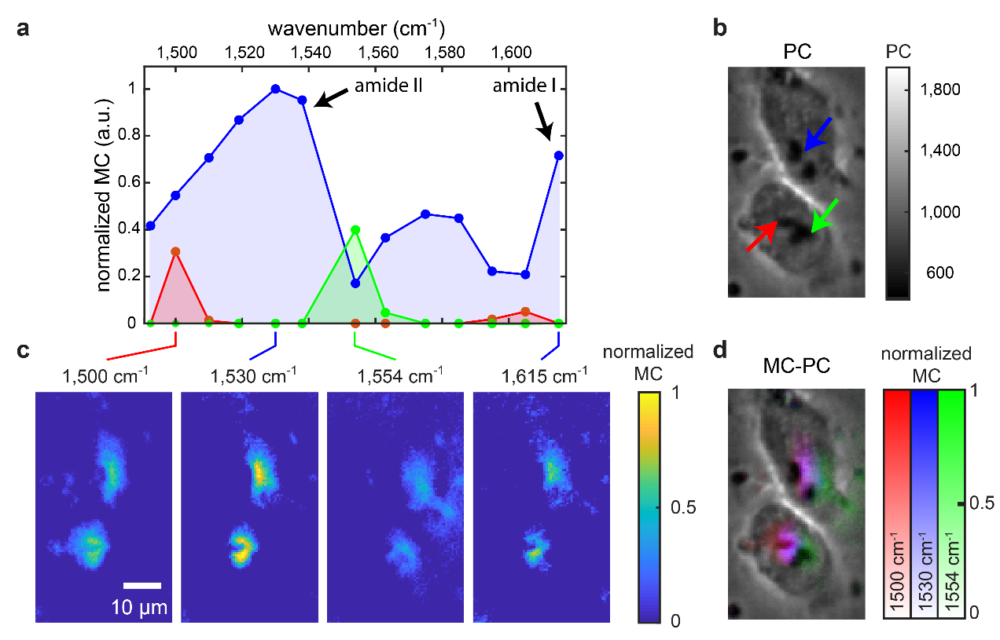 a
wavenumber (cm-1)
1,500 1,520 1,540 1,560 1,580 1,600
normalized MC (a.u.)
1
0.8
0.6
0.4
0.2
0
amide II
amide I
b
PC
PC
1,800
1,400
1,000
600
c
1,500 cm-1
1,530 cm-1
1,554 cm-1
1,615 cm-1
10 µm
normalized
MC
1
0.5
0
d
MC-PC
normalized
MC
1500 cm-1
1530 cm-1
1554 cm-1
1
0.5
0